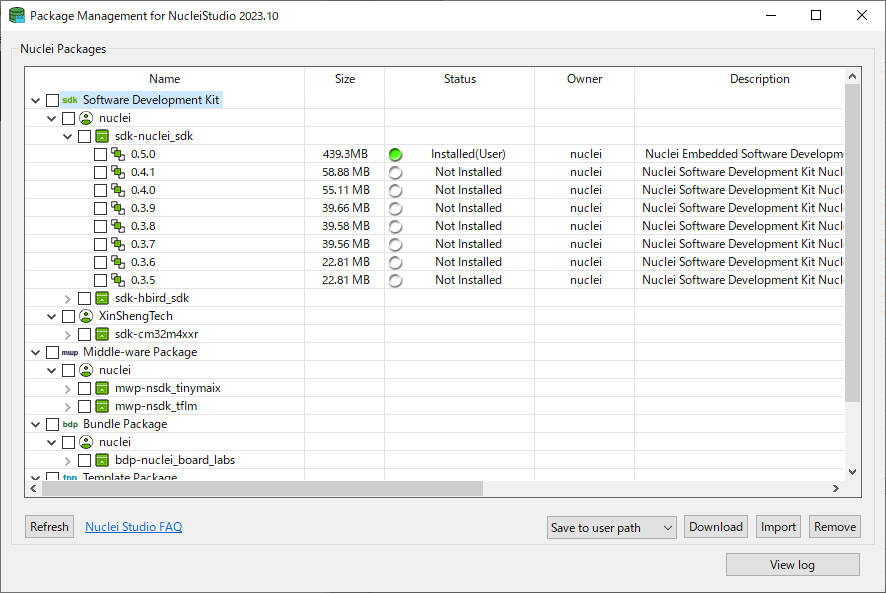 Package Management for NucleiStudio 2023.10
Nuclei Packages
Name Size Status Owner Description
sdk Software Development Kit
nuclei
sdk-nuclei_sdk
0.5.0 439.3MB Installed(User) nuclei Nuclei Embedded Software Developm
0.4.1 58.88 MB Not Installed nuclei Nuclei Software Development Kit Nucl
0.4.0 55.11 MB Not Installed nuclei Nuclei Software Development Kit Nucl
0.3.9 39.66 MB Not Installed nuclei Nuclei Software Development Kit Nucl
0.3.8 39.58 MB Not Installed nuclei Nuclei Software Development Kit Nucl
0.3.7 39.56 MB Not Installed nuclei Nuclei Software Development Kit Nucl
0.3.6 22.81 MB Not Installed nuclei Nuclei Software Development Kit Nucl
0.3.5 22.81 MB Not Installed nuclei Nuclei Software Development Kit Nucl
sdk-hbird_sdk
XinShengTech
sdk-cm32m4xxr
mwp Middle-ware Package
nuclei
mwp-nsdk_tinymaix
mwp-nsdk_tflm
bdp Bundle Package
nuclei
bdp-nuclei_board_labs
tpp Template Package
Refresh Nuclei Studio FAQ Save to user path Download Import Remove
View log